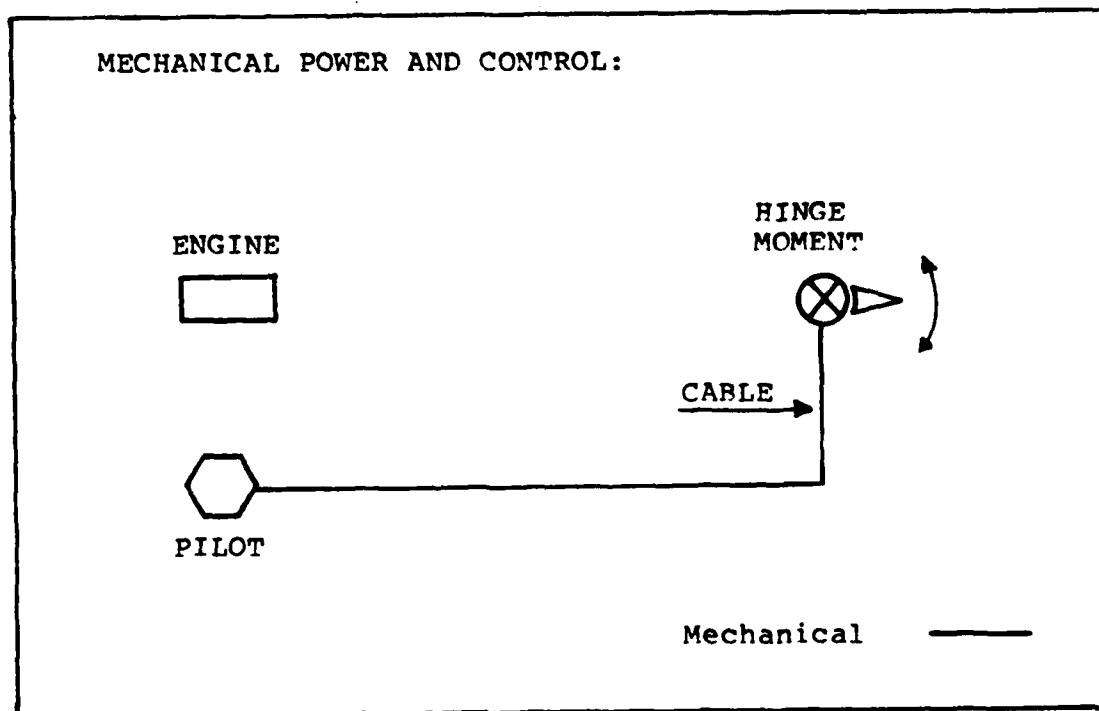 MECHANICAL POWER AND CONTROL:
HINGE
MOMENT
ENGINE
CABLE
PILOT
Mechanical